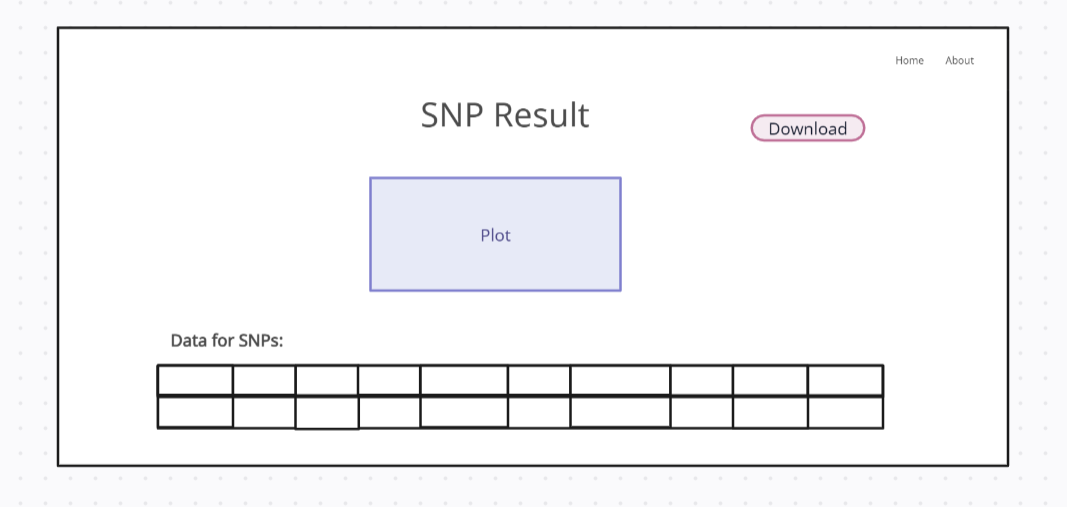 Home About
SNP Result
Download
Plot
Data for SNPs: